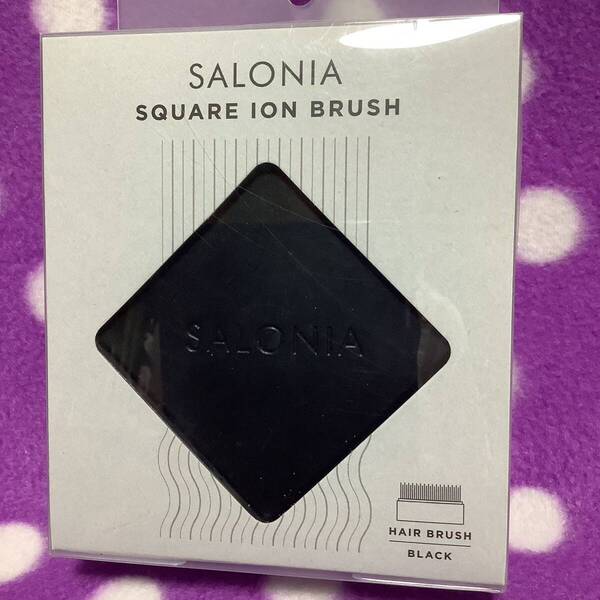 SALONIA
SQUARE ION BRUSH
SALONIA
HAIR BRUSH
BLACK